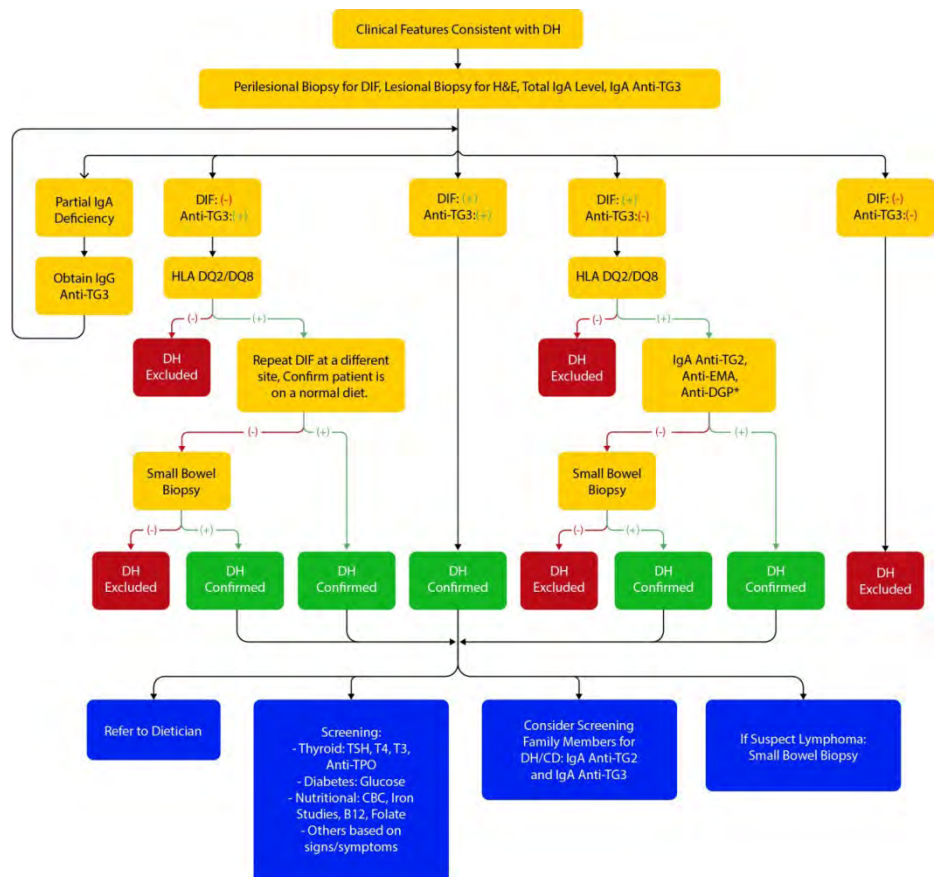 Clinical Features Consistent with DH
Perilesional Biopsy for DIF, Lesional Biopsy for H&E, Total IgA Level, IgA Anti-TG3
Partial IgA
Deficiency
DIF: (-)
Anti-TG3:(+)
DIF: (+)
Anti-TG3:(+)
DIF: (+)
Anti-TG3:(-)
DIF: (-)
Anti-TG3:(-)
Obtain IgG
Anti-TG3
HLA DQ2/DQ8
HLA DQ2/DQ8
(-)
(+)
(-)
(+)
DH
Excluded
Repeat DIF at a different
site, Confirm patient is
on a normal diet.
DH
Excluded
IgA Anti-TG2,
Anti-EMA,
Anti-DGP*
(-)
(+)
(-)
(+)
Small Bowel
Biopsy
Small Bowel
Biopsy
(-)
(+)
(-)
(+)
DH
Excluded
DH
Confirmed
DH
Confirmed
DH
Confirmed
DH
Excluded
DH
Confirmed
DH
Confirmed
DH
Excluded
Refer to Dietician
Screening:
- Thyroid: TSH, T4, T3,
Anti-TPO
- Diabetes: Glucose
- Nutritional: CBC, Iron
Studies, B12, Folate
- Others based on
signs/symptoms
Consider Screening
Family Members for
DH/CD: IgA Anti-TG2
and IgA Anti-TG3
If Suspect Lymphoma:
Small Bowel Biopsy